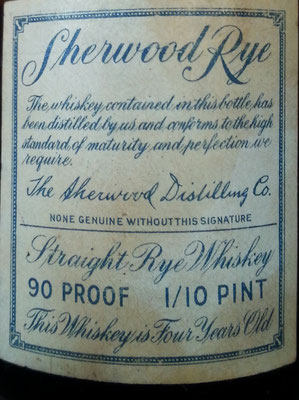 Sherwood Rye
The whiskey contained in this bottle has
been distilled by us and conforms to the high
standard of maturity and perfection we
require.
The Sherwood Distilling Co.
NONE GENUINE WITHOUT THIS SIGNATURE
Straight Rye Whiskey
90 PROOF 1/10 PINT
This Whiskey is Four Years Old